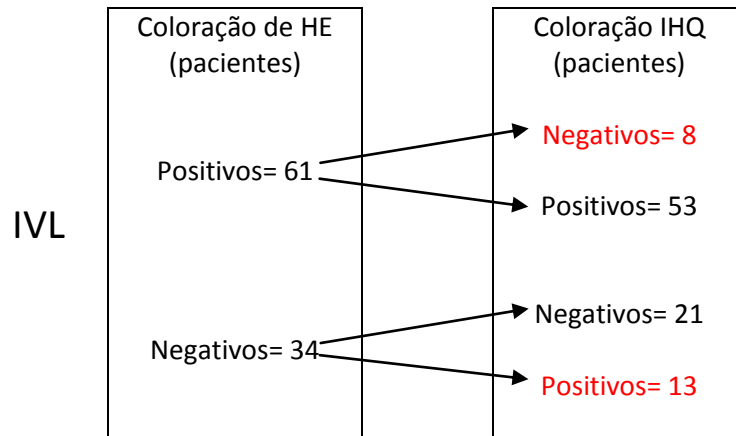 Coloração de HE
(pacientes)
Coloração IHQ
(pacientes)
IVL
Positivos= 61
Negativos= 8
Positivos= 53
Negativos= 34
Negativos= 21
Positivos= 13